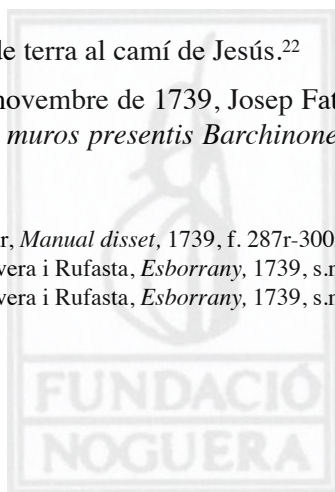 le terra al camí de Jesús.22
novembre de 1739, Josep Fat
muros presentis Barchinone
r, Manual disset, 1739, f. 287r-300
vera i Rufasta, Esborrany, 1739, s.n
vera i Rufasta, Esborrany, 1739, s.n
FUNDACIÓ
NOGUERA